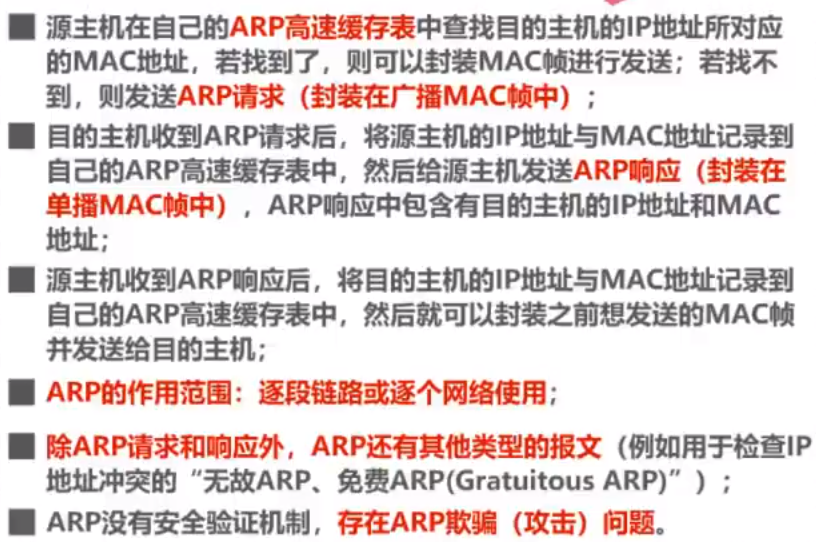 源主机在自己的ARP高速缓存表中查找目的主机的IP地址所对应
的MAC地址，若找到了，则可以封装MAC帧进行发送；若找不
到，则发送ARP请求（封装在广播MAC帧中）；
目的主机收到ARP请求后，将源主机的IP地址与MAC地址记录到
自己的ARP高速缓存表中，然后给源主机发送ARP响应（封装在
单播MAC帧中），ARP响应中包含有目的主机的IP地址和MAC
地址；
源主机收到ARP响应后，将目的主机的IP地址与MAC地址记录到
自己的ARP高速缓存表中，然后就可以封装之前想发送的MAC帧
并发送给目的主机；
ARP的作用范围：逐段链路或逐个网络使用；
除ARP请求和响应外，ARP还有其他类型的报文（例如用于检查IP
地址冲突的“无故ARP、免费ARP(Gratuitous ARP)”）；
ARP没有安全验证机制，存在ARP欺骗（攻击）问题。